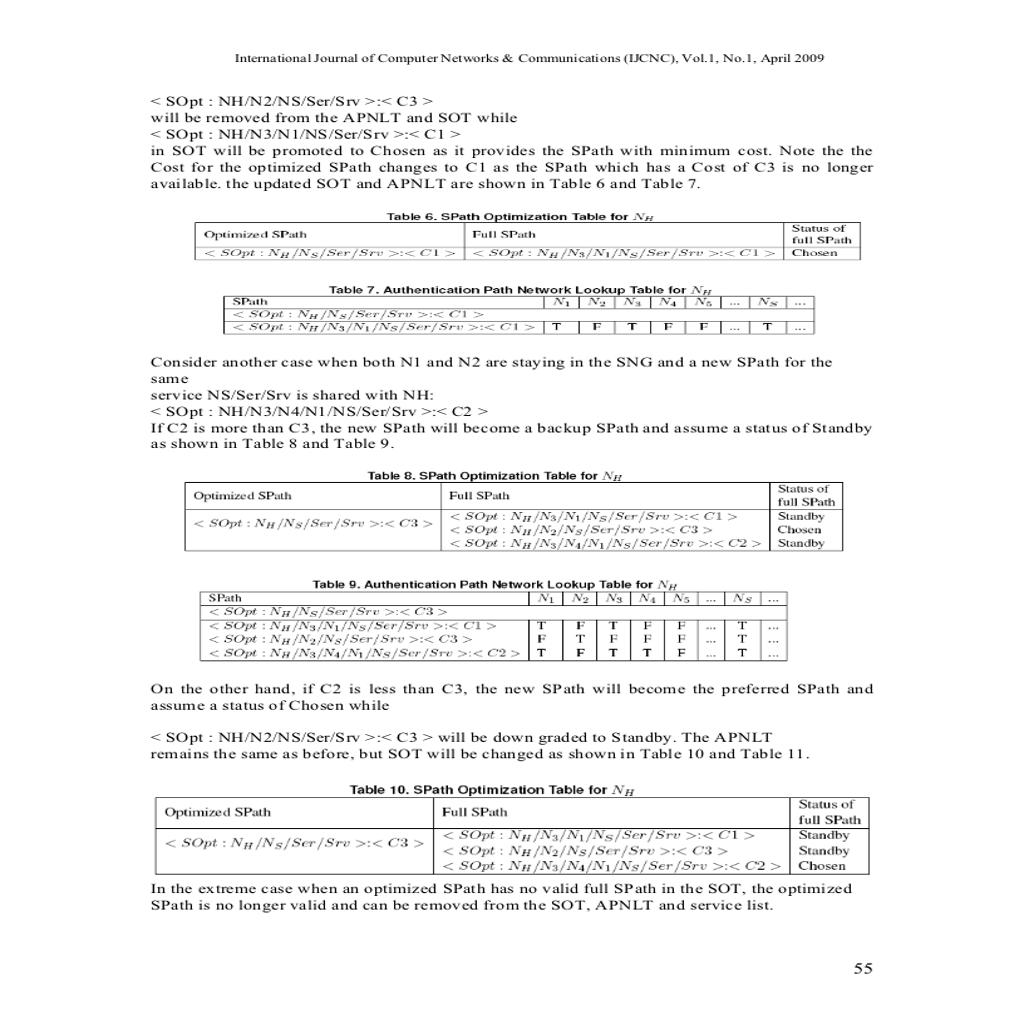 International Journal of Computer Networks & Communications (IJCNC), Vol.1, No.1, April 2009
< SOpt : NH/N2/NS/Ser/Srv >:< C3 >
will be removed from the APNLT and SOT while
< SOpt : NH/N3/N1/NS/Ser/Srv >:< C1 >
in SOT will be promoted to Chosen as it provides the SPath with minimum cost. Note the the
Cost for the optimized SPath changes to C1 as the SPath which has a Cost of C3 is no longer
available. the updated SOT and APNLT are shown in Table 6 and Table 7.
Table 6. SPath Optimization Table for N_H
Optimized SPath | Full SPath | Status of full SPath
< SOpt : N_H/N_S/Ser/Srv >:< C1 > | < SOpt : N_H/N_3/N_1/N_S/Ser/Srv >:< C1 > | Chosen
Table 7. Authentication Path Network Lookup Table for N_H
SPath | N_1 | N_2 | N_3 | N_4 | N_5 | ... | N_S | ...
< SOpt : N_H/N_S/Ser/Srv >:< C1 >
< SOpt : N_H/N_3/N_1/N_S/Ser/Srv >:< C1 > | T | F | T | F | F | ... | T | ...
Consider another case when both N1 and N2 are staying in the SNG and a new SPath for the
same
service NS/Ser/Srv is shared with NH:
< SOpt : NH/N3/N4/N1/NS/Ser/Srv >:< C2 >
If C2 is more than C3, the new SPath will become a backup SPath and assume a status of Standby
as shown in Table 8 and Table 9.
Table 8. SPath Optimization Table for N_H
Optimized SPath | Full SPath | Status of full SPath
< SOpt : N_H/N_S/Ser/Srv >:< C3 > | < SOpt : N_H/N_3/N_1/N_S/Ser/Srv >:< C1 > | Standby
< SOpt : N_H/N_2/N_S/Ser/Srv >:< C3 > | Chosen
< SOpt : N_H/N_3/N_4/N_1/N_S/Ser/Srv >:< C2 > | Standby
Table 9. Authentication Path Network Lookup Table for N_H
SPath | N_1 | N_2 | N_3 | N_4 | N_5 | ... | N_S | ...
< SOpt : N_H/N_S/Ser/Srv >:< C3 >
< SOpt : N_H/N_3/N_1/N_S/Ser/Srv >:< C1 > | T | F | T | F | F | ... | T | ...
< SOpt : N_H/N_2/N_S/Ser/Srv >:< C3 > | F | T | F | F | F | ... | T | ...
< SOpt : N_H/N_3/N_4/N_1/N_S/Ser/Srv >:< C2 > | T | F | T | T | F | ... | T | ...
On the other hand, if C2 is less than C3, the new SPath will become the preferred SPath and
assume a status of Chosen while
< SOpt : NH/N2/NS/Ser/Srv >:< C3 > will be down graded to Standby. The APNLT
remains the same as before, but SOT will be changed as shown in Table 10 and Table 11.
Table 10. SPath Optimization Table for N_H
Optimized SPath | Full SPath | Status of full SPath
< SOpt : N_H/N_S/Ser/Srv >:< C3 > | < SOpt : N_H/N_3/N_1/N_S/Ser/Srv >:< C1 > | Standby
< SOpt : N_H/N_2/N_S/Ser/Srv >:< C3 > | Standby
< SOpt : N_H/N_3/N_4/N_1/N_S/Ser/Srv >:< C2 > | Chosen
In the extreme case when an optimized SPath has no valid full SPath in the SOT, the optimized
SPath is no longer valid and can be removed from the SOT, APNLT and service list.
55